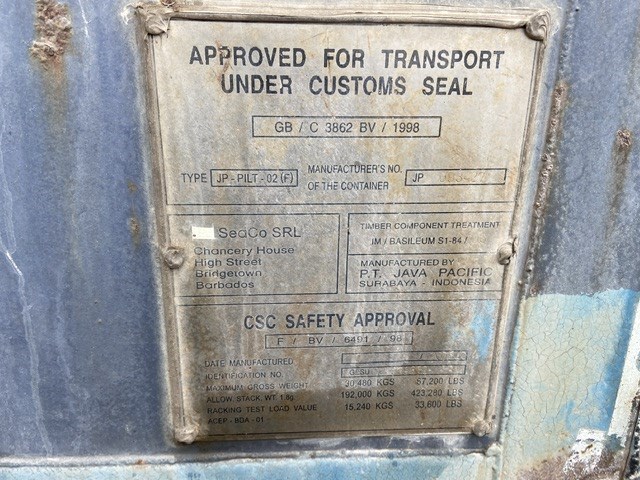 APPROVED FOR TRANSPORT
UNDER CUSTOMS SEAL
GB / C 3862 BV / 1998
TYPE JP - PILT - 02 (F) MANUFACTURER'S NO. OF THE CONTAINER JP
SeaCo SRL
Chancery House
High Street
Bridgetown
Barbados
TIMBER COMPONENT TREATMENT
IM / BASILEUM S1-84 /
MANUFACTURED BY
P.T. JAVA PACIFIC
SURABAYA - INDONESIA
CSC SAFETY APPROVAL
F / BV / 6491 / 98
DATE MANUFACTURED
IDENTIFICATION NO.
MAXIMUM GROSS WEIGHT 30,480 KGS 67,200 LBS
ALLOW. STACK. WT. 1.8g 192,000 KGS 423,280 LBS
RACKING TEST LOAD VALUE 15,240 KGS 33,600 LBS
ACEP - BDA - 01